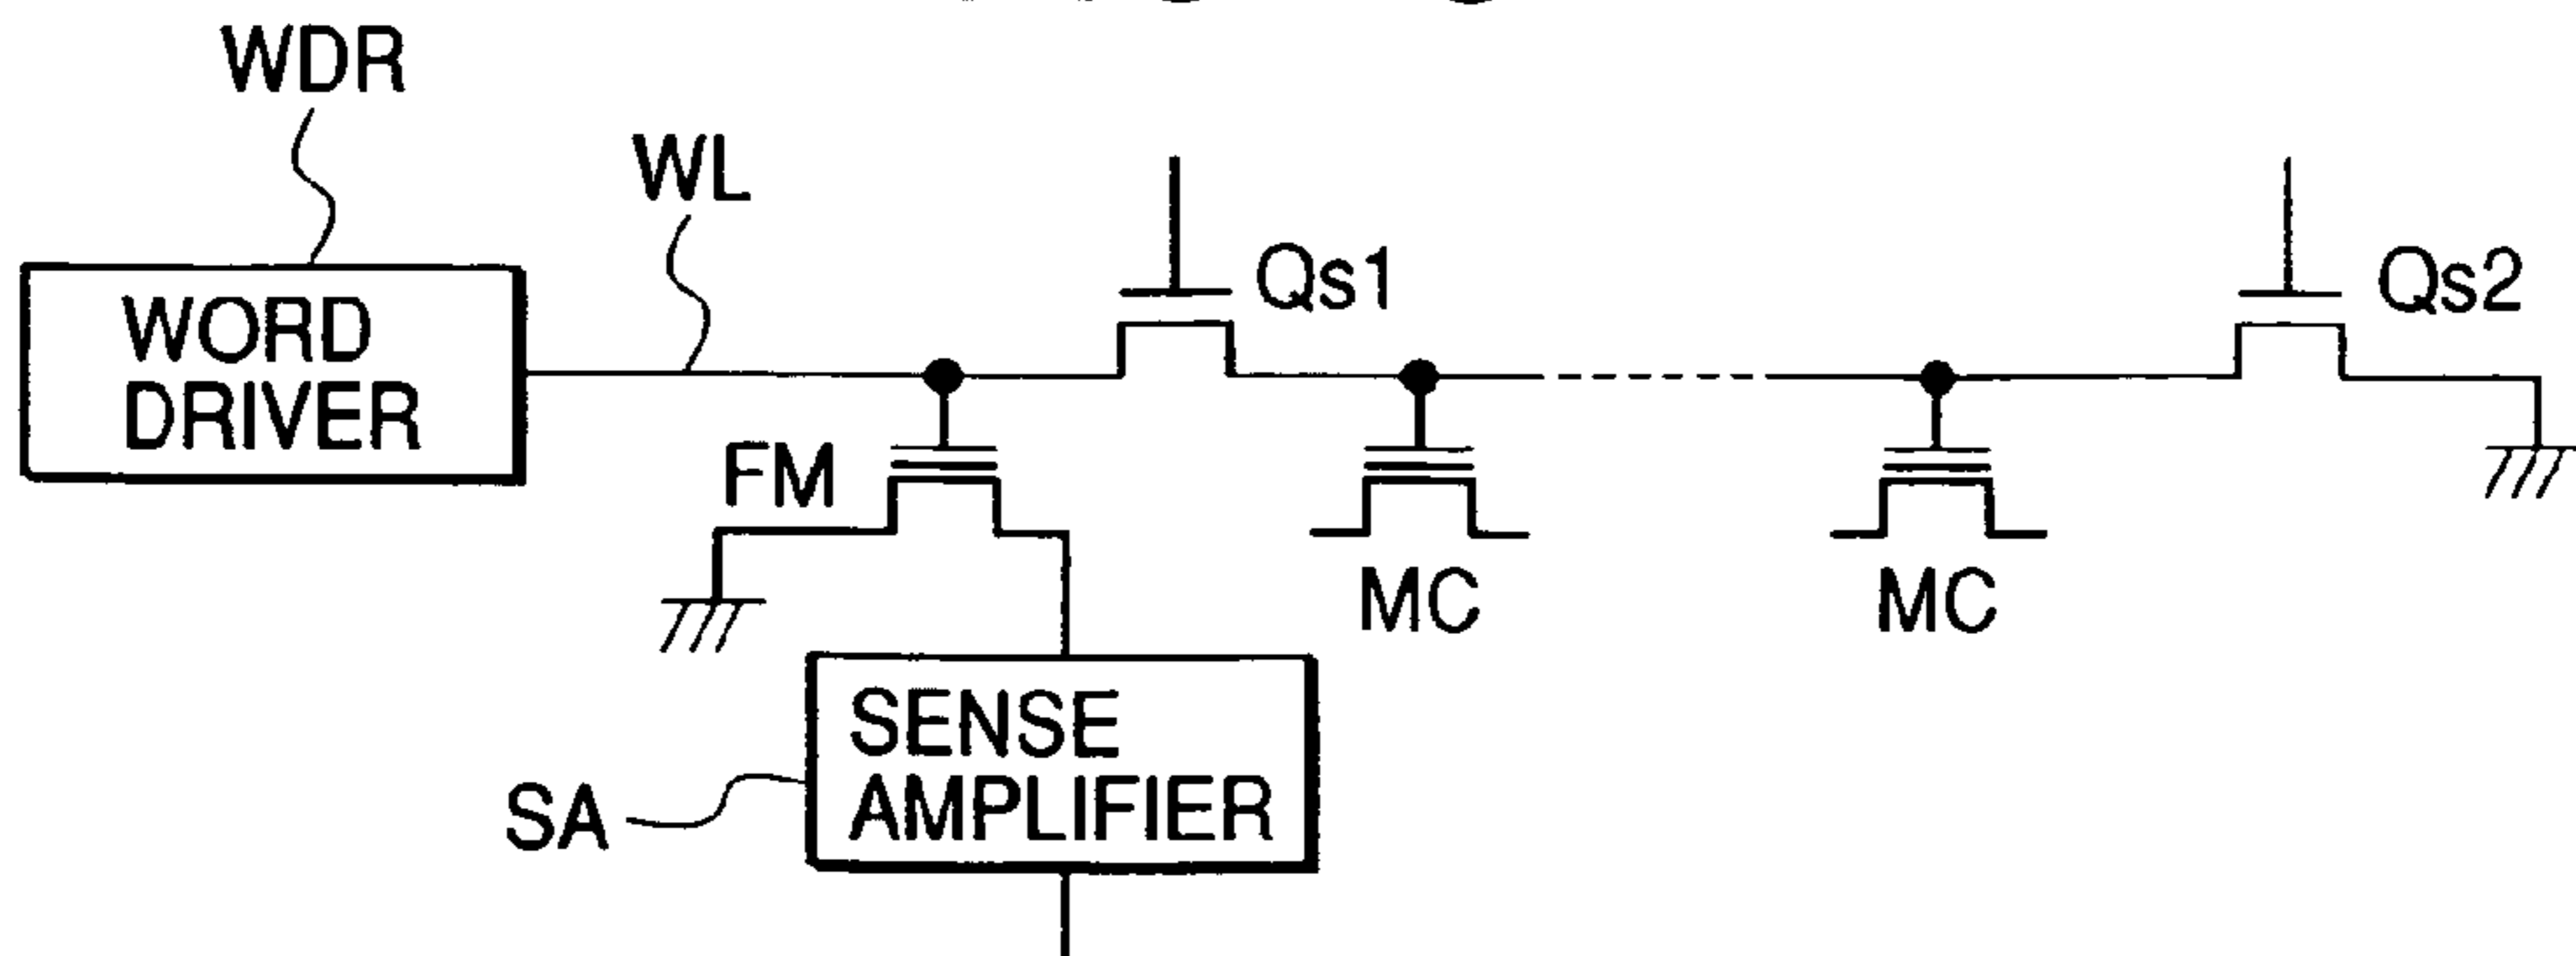 WDR
WL
Qs1
Qs2
WORD
DRIVER
FM
MC
MC
SENSE
AMPLIFIER
SA